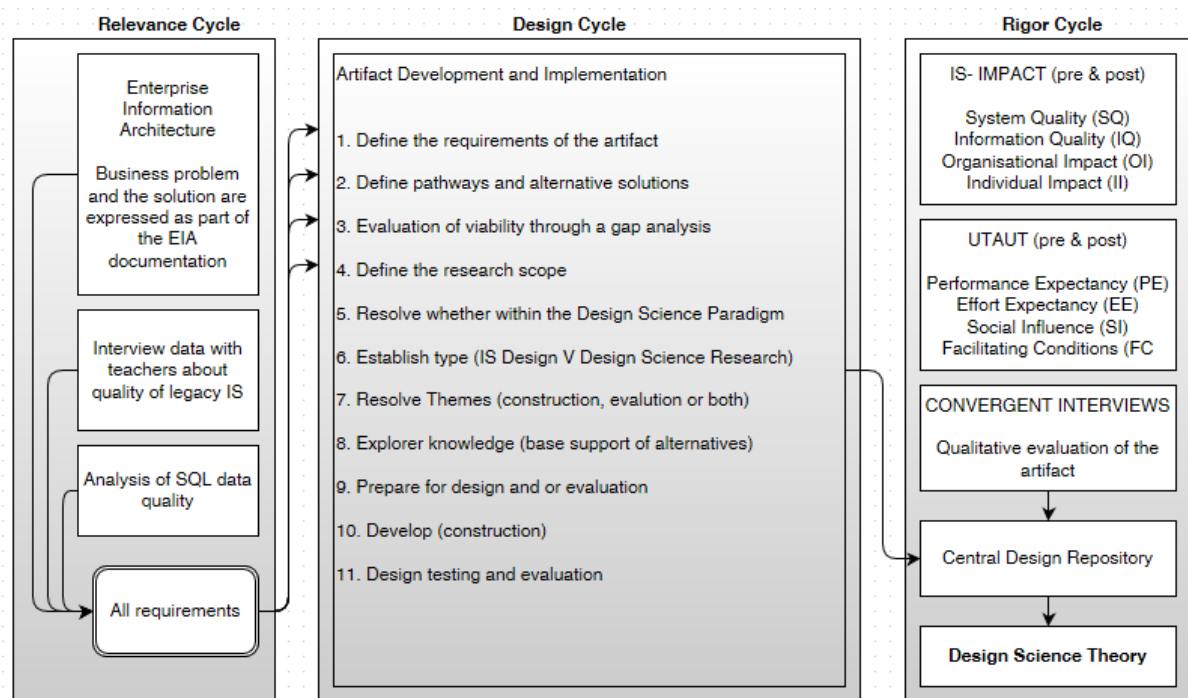 Relevance Cycle
Enterprise
Information
Architecture
Business problem
and the solution are
expressed as part of
the EIA
documentation
Interview data with
teachers about
quality of legacy IS
Analysis of SQL data
quality
All requirements
Design Cycle
Artifact Development and Implementation
1. Define the requirements of the artifact
2. Define pathways and alternative solutions
3. Evaluation of viability through a gap analysis
4. Define the research scope
5. Resolve whether within the Design Science Paradigm
6. Establish type (IS Design V Design Science Research)
7. Resolve Themes (construction, evalution or both)
8. Explorer knowledge (base support of alternatives)
9. Prepare for design and or evaluation
10. Develop (construction)
11. Design testing and evaluation
Rigor Cycle
IS- IMPACT (pre & post)
System Quality (SQ)
Information Quality (IQ)
Organisational Impact (OI)
Individual Impact (II)
UTAUT (pre & post)
Performance Expectancy (PE)
Effort Expectancy (EE)
Social Influence (SI)
Facilitating Conditions (FC
CONVERGENT INTERVIEWS
Qualitative evaluation of the
artifact
Central Design Repository
Design Science Theory